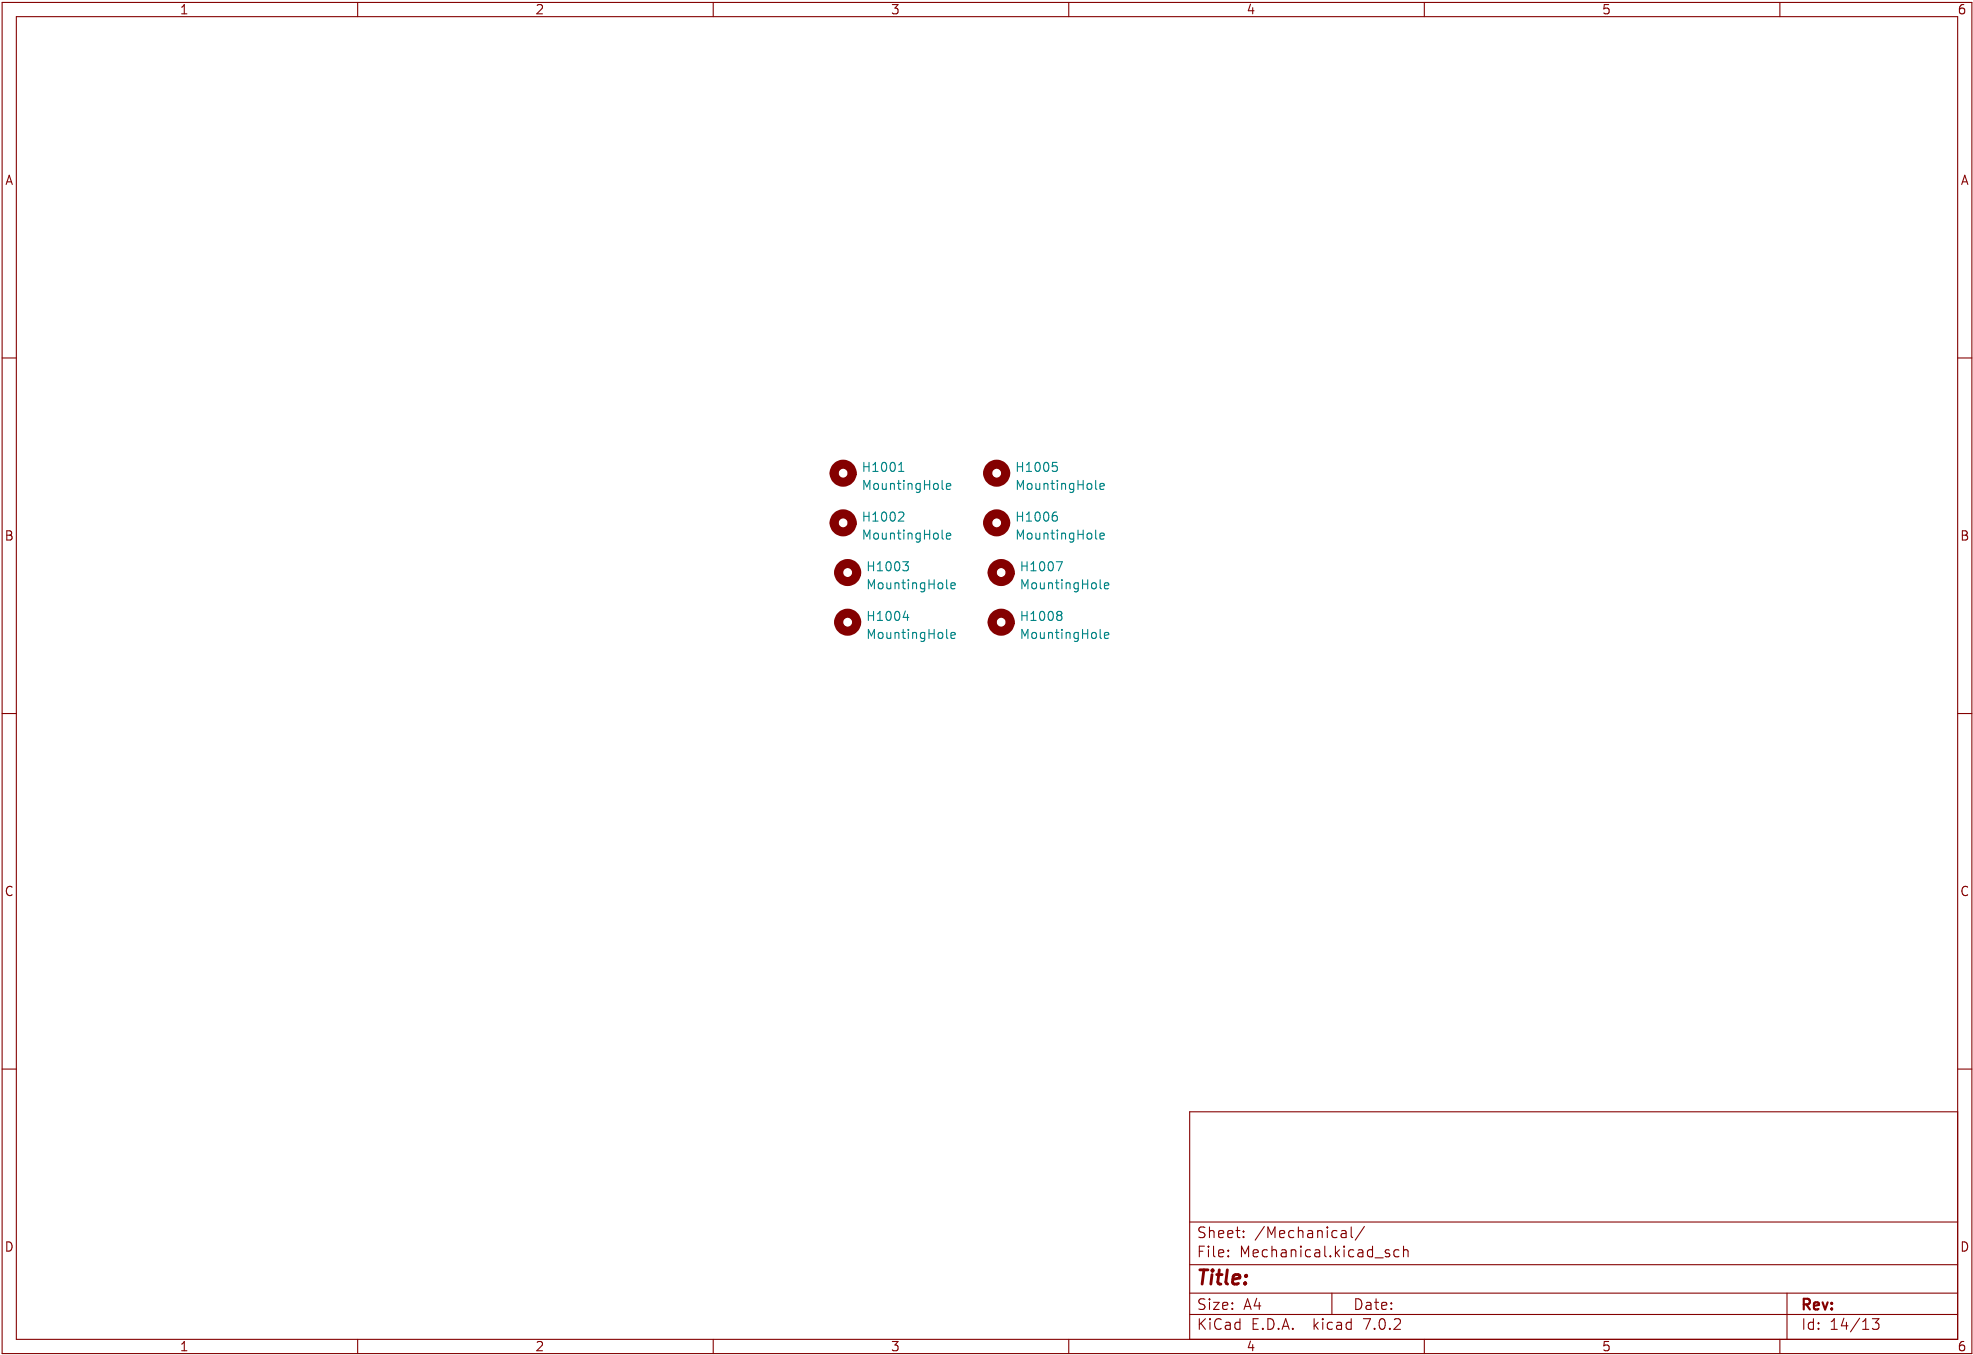 1 2 3 4 5 6
A A
H1001 H1005
MountingHole MountingHole
H1002 H1006
MountingHole MountingHole
B B
H1003 H1007
MountingHole MountingHole
H1004 H1008
MountingHole MountingHole
C C
Sheet: /Mechanical/
D D
File: Mechanical.kicad_sch
Title:
Size: A4 Date: Rev:
KiCad E.D.A. kicad 7.0.2 Id: 14/13
1 2 3 4 5 6